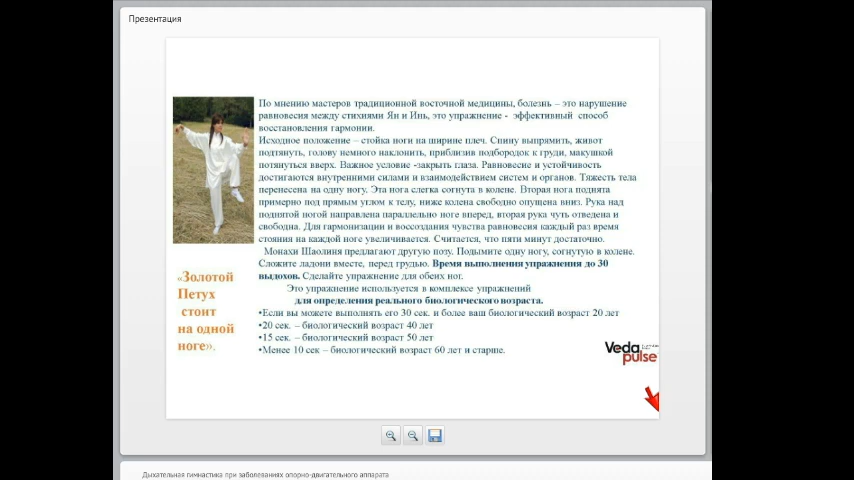 Презентация
По мнению мастеров традиционной восточной медицины, болезнь – это нарушение
равновесия между стихиями Ян и Инь, это упражнение - эффективный способ
восстановления гармонии.
Исходное положение – стойка ноги на ширине плеч. Спину выпрямить, живот
подтянуть, голову немного наклонить, приблизив подбородок к груди, макушкой
потянуться вверх. Важное условие -закрыть глаза. Равновесие и устойчивость
достигаются внутренними силами и взаимодействием систем и органов. Тяжесть тела
перенесена на одну ногу. Эта нога слегка согнута в колене. Вторая нога поднята
примерно под прямым углом к телу, ниже колена свободно опущена вниз. Рука над
поднятой ногой направлена параллельно ноге вперед, вторая рука чуть отведена и
свободна. Для гармонизации и воссоздания чувства равновесия каждый раз время
стояния на каждой ноге увеличивается. Считается, что пяти минут достаточно.
Монахи Шаолиня предлагают другую позу. Подымите одну ногу, согнутую в колене.
Сложите ладони вместе, перед грудью. Время выполнения упражнения до 30
выдохов. Сделайте упражнение для обеих ног.
Это упражнение используется в комплексе упражнений
для определения реального биологического возраста.
•Если вы можете выполнять его 30 сек. и более ваш биологический возраст 20 лет
•20 сек. – биологический возраст 40 лет
•15 сек. – биологический возраст 50 лет
•Менее 10 сек – биологический возраст 60 лет и старше.
«Золотой
Петух
стоит
на одной
ноге».
Veda
pulse
Дыхательная гимнастика при заболеваниях опорно-двигательного аппарата